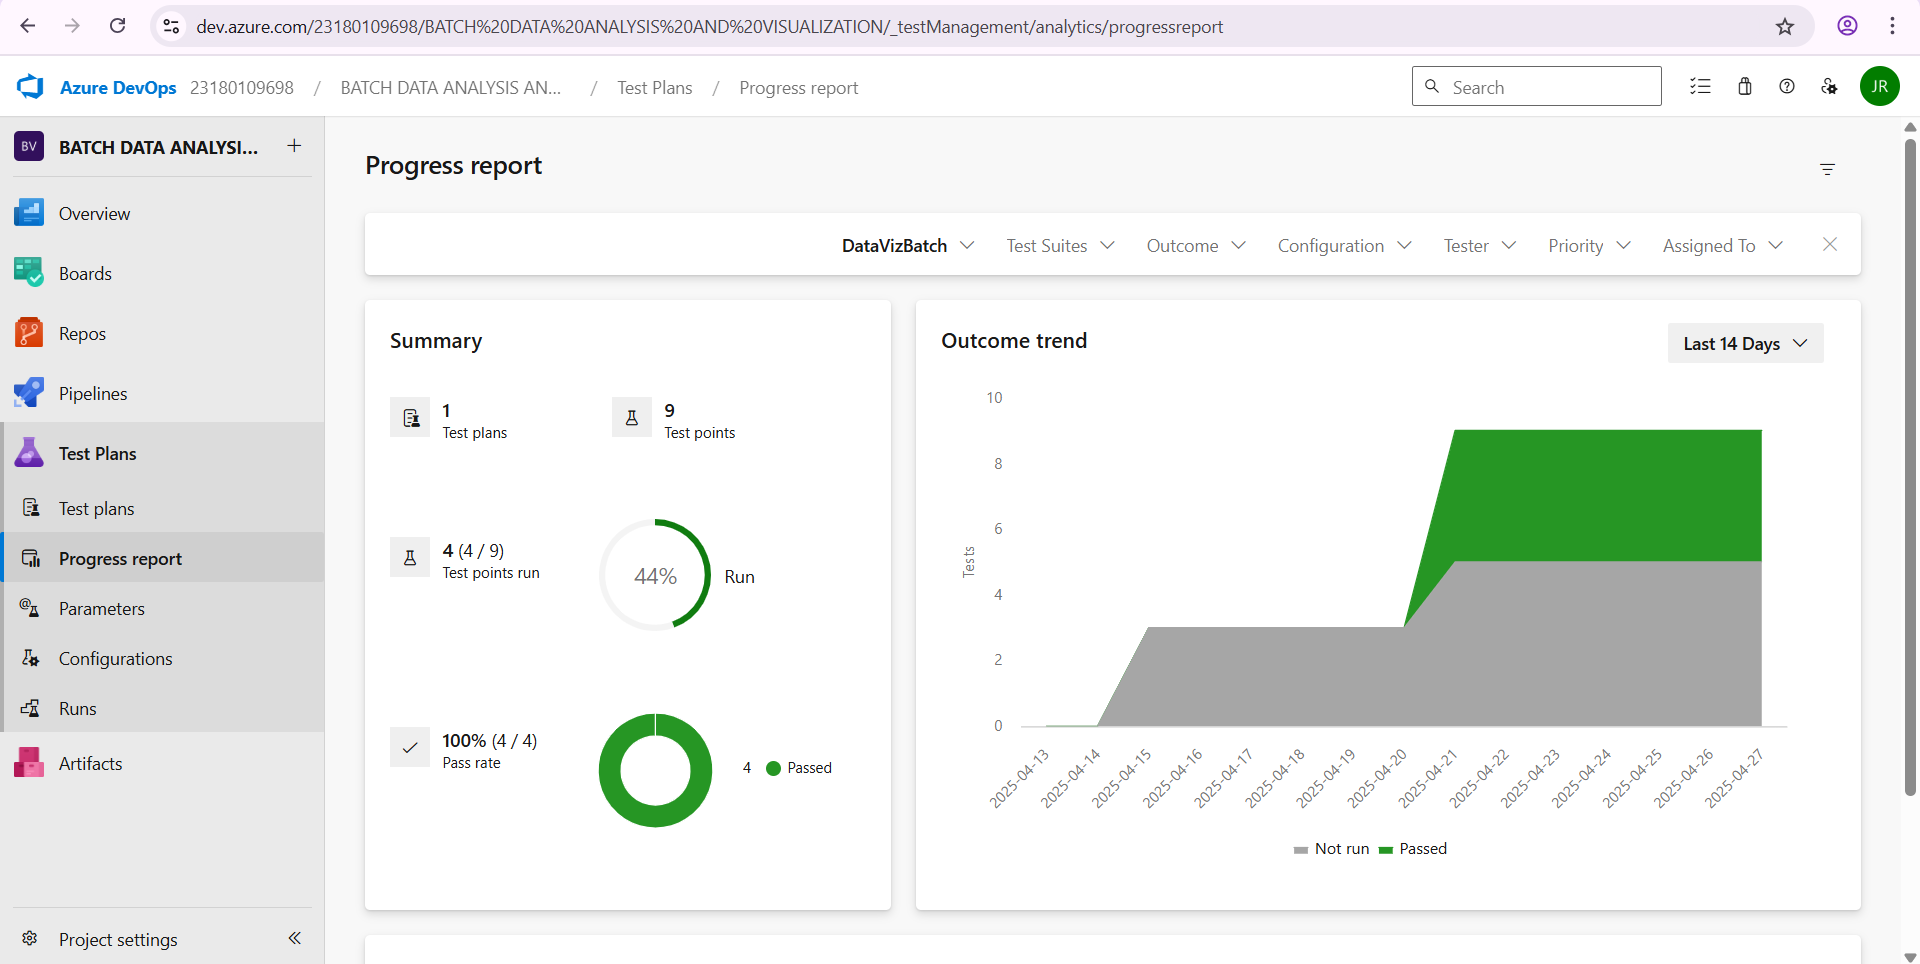 dev.azure.com/23180109698/BATCH%20DATA%20ANALYSIS%20AND%20VISUALIZATION/_testManagement/analytics/progressreport
Azure DevOps 23180109698 / BATCH DATA ANALYSIS AN... / Test Plans / Progress report
Search
JR
BV BATCH DATA ANALYSI... +
Overview
Boards
Repos
Pipelines
Test Plans
Test plans
Progress report
Parameters
Configurations
Runs
Artifacts
Project settings
Progress report
DataVizBatch Test Suites Outcome Configuration Tester Priority Assigned To
Summary
1
Test plans
9
Test points
4 (4 / 9)
Test points run
44%
Run
100% (4 / 4)
Pass rate
4 Passed
Outcome trend
Last 14 Days
10
8
6
4
2
0
Tests
2025-04-13
2025-04-14
2025-04-15
2025-04-16
2025-04-17
2025-04-18
2025-04-19
2025-04-20
2025-04-21
2025-04-22
2025-04-23
2025-04-24
2025-04-25
2025-04-26
2025-04-27
Not run Passed